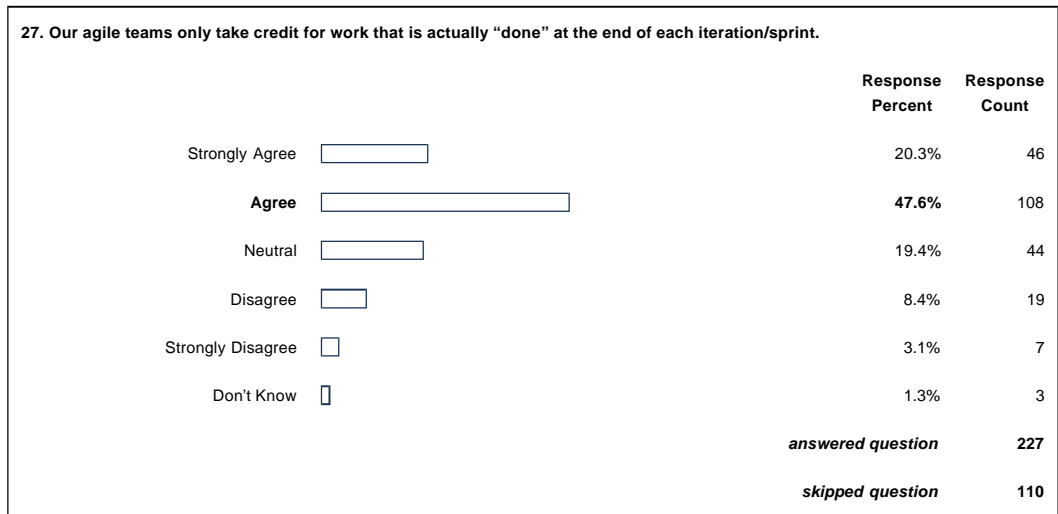 27. Our agile teams only take credit for work that is actually “done” at the end of each iteration/sprint.
Response Percent Response Count
Strongly Agree 20.3% 46
Agree 47.6% 108
Neutral 19.4% 44
Disagree 8.4% 19
Strongly Disagree 3.1% 7
Don't Know 1.3% 3
answered question 227
skipped question 110